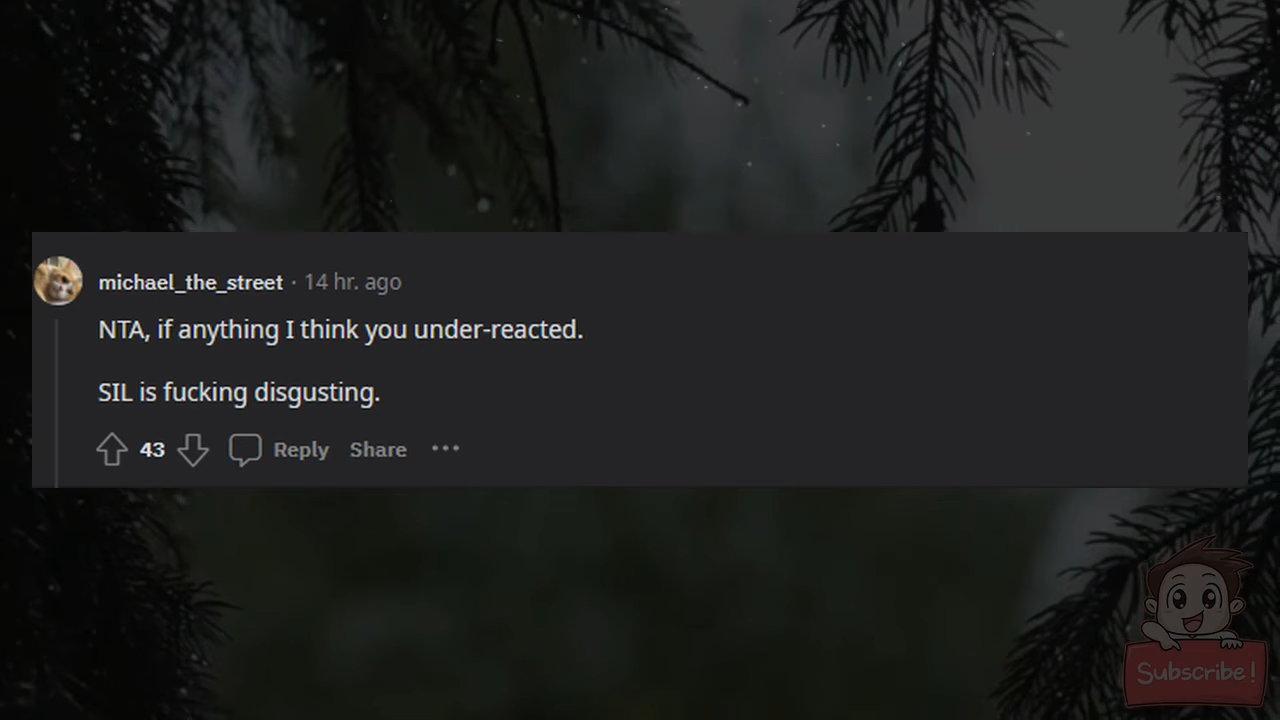 michael_the_street · 14 hr. ago
NTA, if anything I think you under-reacted.
SIL is fucking disgusting.
43 Reply Share ···
Subscribe!